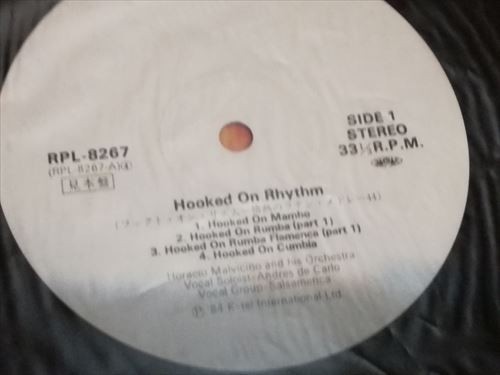 SIDE 1
STEREO
33⅓ R.P.M.
RPL-8267
(RPL-8267-A)④
見本盤
Hooked On Rhythm
1. Hooked On Mambo
2. Hooked On Rumba (part 1)
3. Hooked On Rumba Flamenca (part 1)
4. Hooked On Cumbia
Horacio Malvicino and his Orchestra
Vocal Soloist-Andres de Carlo
Vocal Group-Salsamerica
Ⓟ '84 K-tel International Ltd.